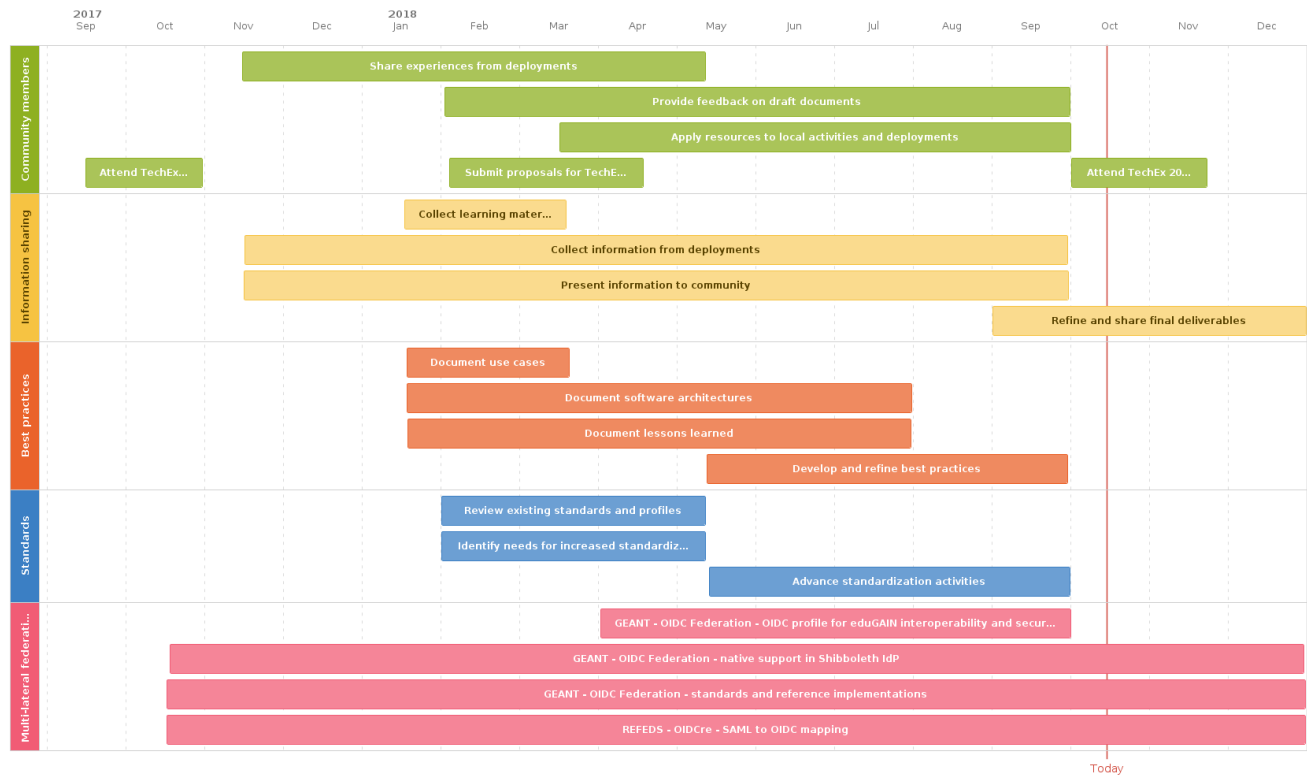 2017 2018
Sep Oct Nov Dec Jan Feb Mar Apr May Jun Jul Aug Sep Oct Nov Dec
Community members
Share experiences from deployments
Provide feedback on draft documents
Apply resources to local activities and deployments
Attend TechEx... Submit proposals for TechE... Attend TechEx 20...
Information sharing
Collect learning mater...
Collect information from deployments
Present information to community
Refine and share final deliverables
Best practices
Document use cases
Document software architectures
Document lessons learned
Develop and refine best practices
Standards
Review existing standards and profiles
Identify needs for increased standardiz...
Advance standardization activities
Multi-lateral federati...
GEANT - OIDC Federation - OIDC profile for eduGAIN interoperability and secur...
GEANT - OIDC Federation - native support in Shibboleth IdP
GEANT - OIDC Federation - standards and reference implementations
REFEDS - OIDCre - SAML to OIDC mapping
Today